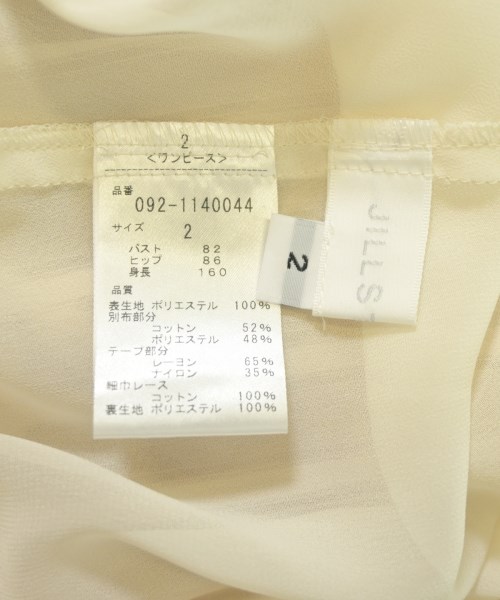 2
<ワンピース>
品番
092-1140044
サイズ 2
バスト 82
ヒップ 86
身長 160
品質
表生地 ポリエステル 100%
別布部分
コットン 52%
ポリエステル 48%
テープ部分
レーヨン 65%
ナイロン 35%
細巾レース
コットン 100%
裏生地 ポリエステル 100%
2
JILLS